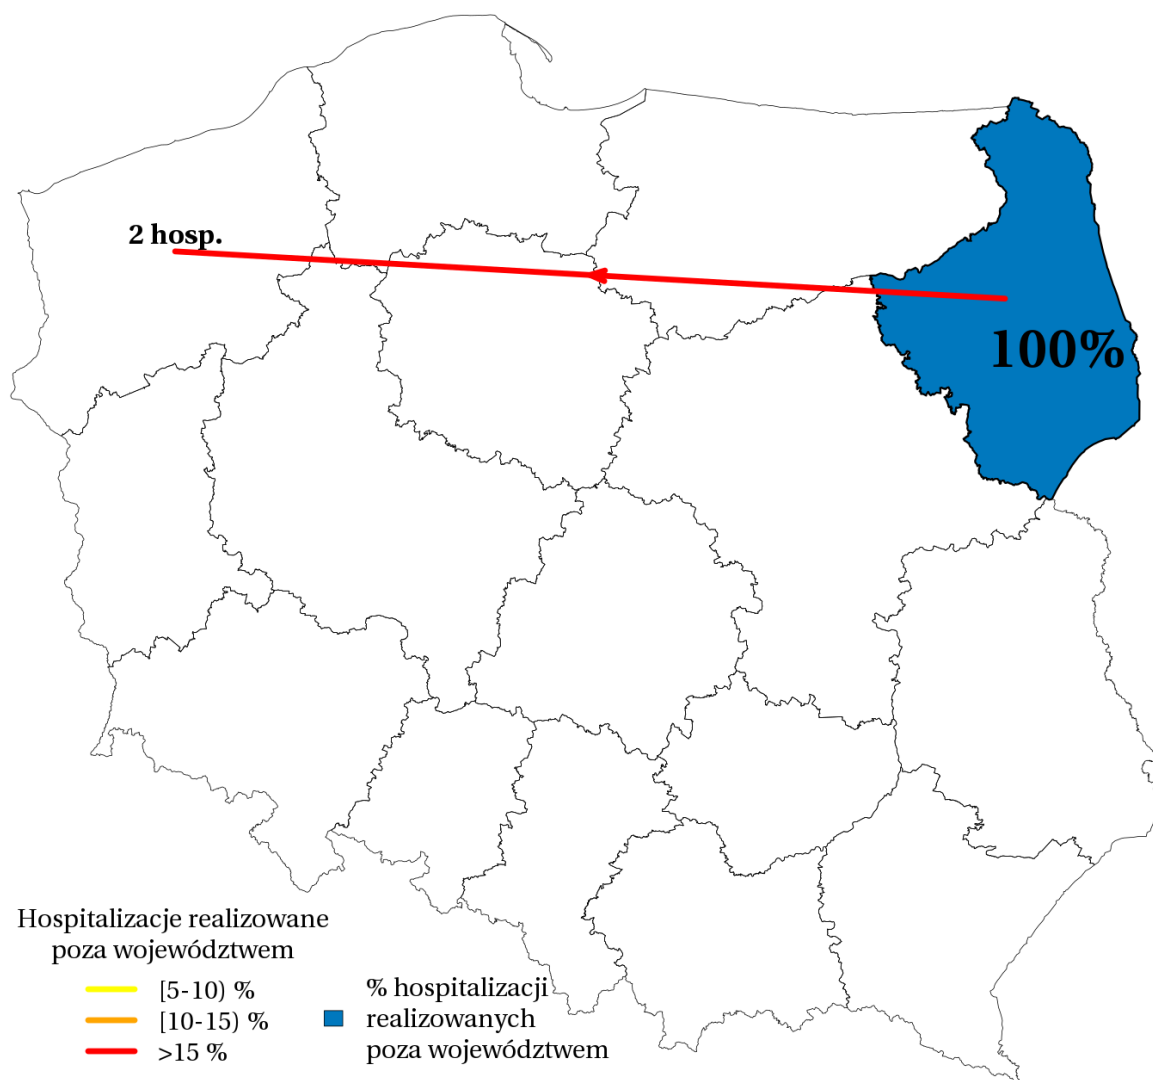 2 hosp.
100%
Hospitalizacje realizowane
poza województwem
[5-10) %
[10-15) %
>15 %
% hospitalizacji
realizowanych
poza województwem